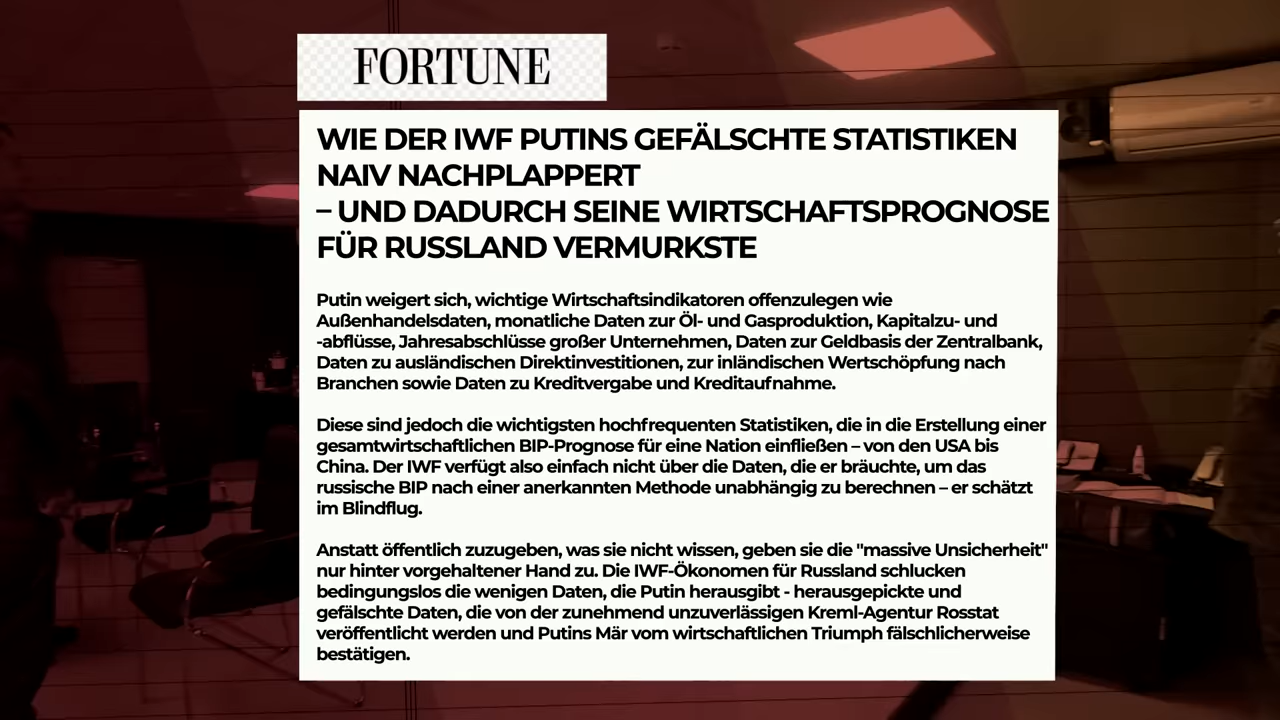 FORTUNE
WIE DER IWF PUTINS GEFÄLSCHTE STATISTIKEN
NAIV NACHPLAPPERT
– UND DADURCH SEINE WIRTSCHAFTSPROGNOSE
FÜR RUSSLAND VERMURKSTE
Putin weigert sich, wichtige Wirtschaftsindikatoren offenzulegen wie
Außenhandelsdaten, monatliche Daten zur Öl- und Gasproduktion, Kapitalzu- und
-abflüsse, Jahresabschlüsse großer Unternehmen, Daten zur Geldbasis der Zentralbank,
Daten zu ausländischen Direktinvestitionen, zur inländischen Wertschöpfung nach
Branchen sowie Daten zu Kreditvergabe und Kreditaufnahme.
Diese sind jedoch die wichtigsten hochfrequenten Statistiken, die in die Erstellung einer
gesamtwirtschaftlichen BIP-Prognose für eine Nation einfließen – von den USA bis
China. Der IWF verfügt also einfach nicht über die Daten, die er bräuchte, um das
russische BIP nach einer anerkannten Methode unabhängig zu berechnen – er schätzt
im Blindflug.
Anstatt öffentlich zuzugeben, was sie nicht wissen, geben sie die "massive Unsicherheit"
nur hinter vorgehaltener Hand zu. Die IWF-Ökonomen für Russland schlucken
bedingungslos die wenigen Daten, die Putin herausgibt - herausgepickte und
gefälschte Daten, die von der zunehmend unzuverlässigen Kreml-Agentur Rosstat
veröffentlicht werden und Putins Mär vom wirtschaftlichen Triumph fälschlicherweise
bestätigen.